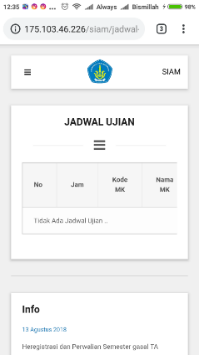 12:35 ... Always Bismillah 98%
175.103.46.226/siam/jadwal- 3
SIAM
JADWAL UJIAN
No Jam Kode MK Nama MK
Tidak Ada Jadwal Ujian ..
Info
13 Agustus 2018
Heregistrasi dan Perwalian Semester gasal TA